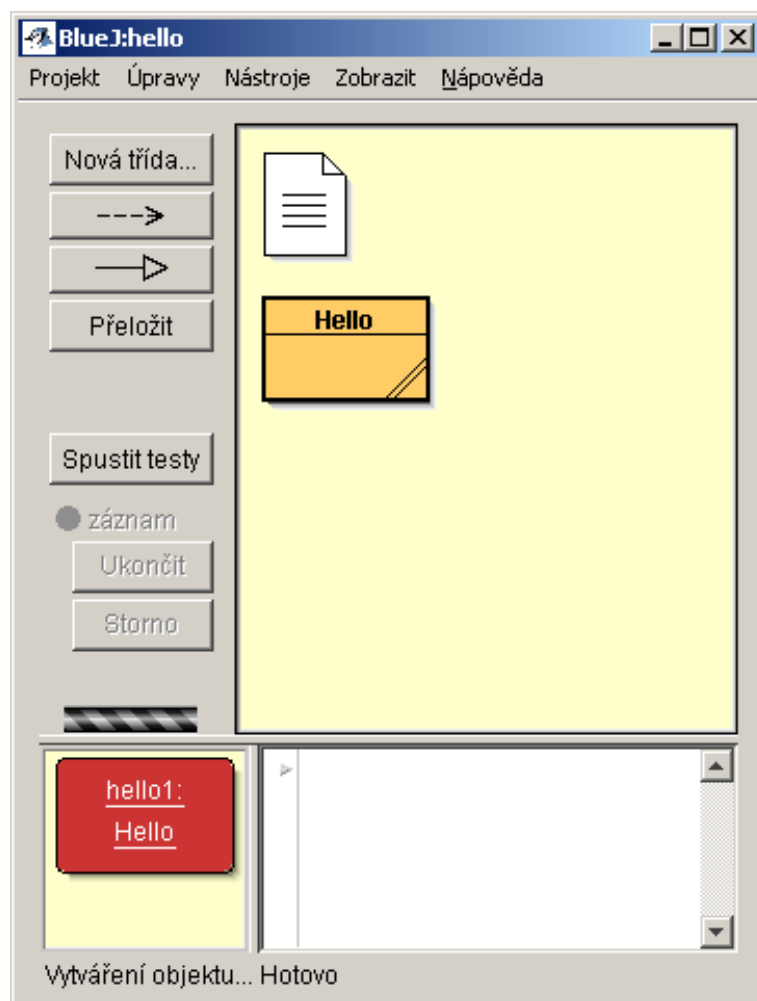 BlueJ:hello
Projekt Úpravy Nástroje Zobrazit Nápověda
Nová třída...
Přeložit
Hello
Spustit testy
záznam
Ukončit
Storno
hello1:
Hello
Vytváření objektu... Hotovo